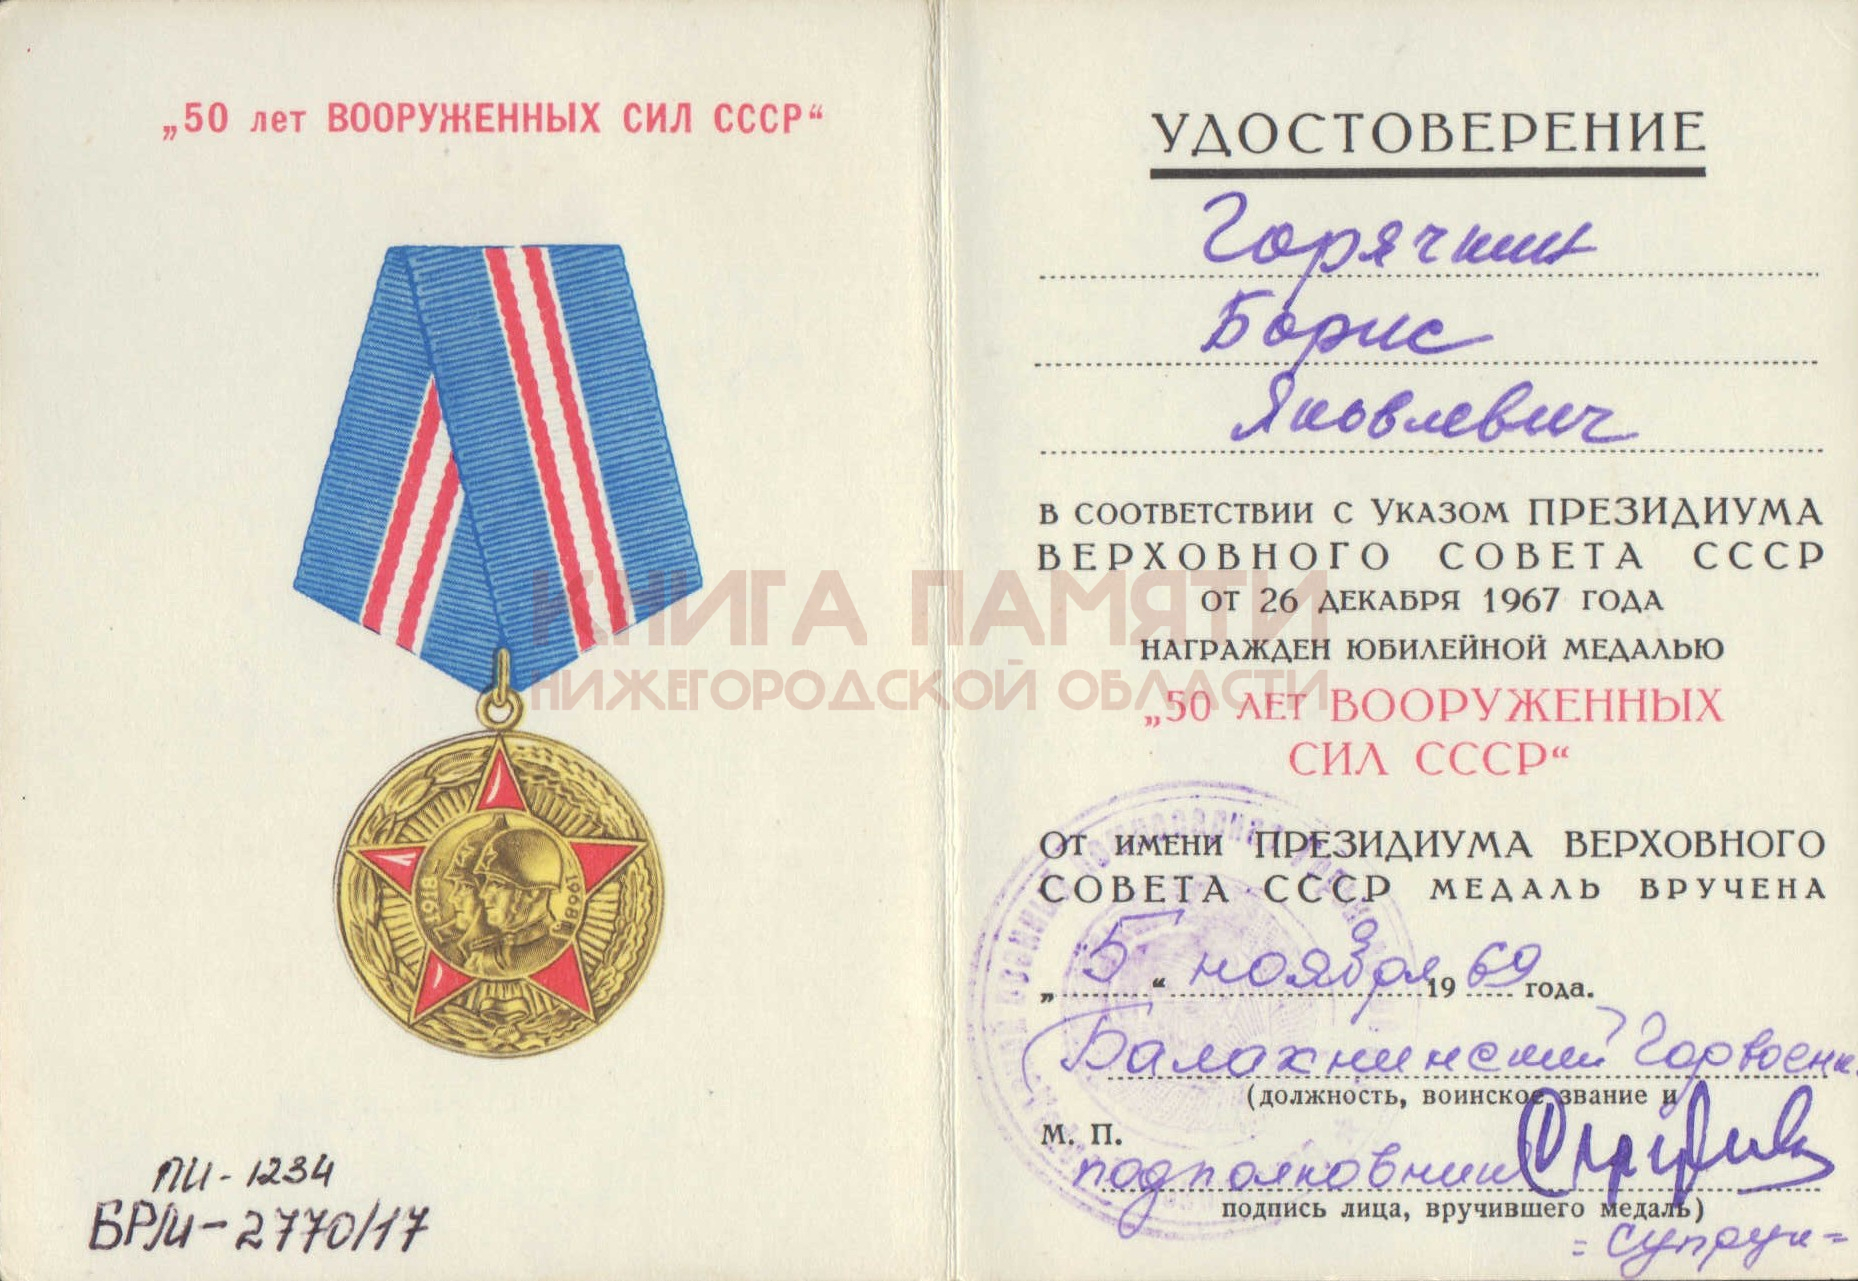 „50 лет ВООРУЖЕННЫХ СИЛ СССР“
1918
1968
ПИ-1234
БРМ-2770/17
УДОСТОВЕРЕНИЕ
Горячкин
Борис
Яковлевич
В СООТВЕТСТВИИ С УКАЗОМ ПРЕЗИДИУМА
ВЕРХОВНОГО СОВЕТА СССР
ОТ 26 ДЕКАБРЯ 1967 ГОДА
НАГРАЖДЕН ЮБИЛЕЙНОЙ МЕДАЛЬЮ
„50 ЛЕТ ВООРУЖЕННЫХ
СИЛ СССР“
ОТ ИМЕНИ ПРЕЗИДИУМА ВЕРХОВНОГО
СОВЕТА СССР МЕДАЛЬ ВРУЧЕНА
„5“ ноября 1969 года.
Балахнинский Горвоенк.
(должность, воинское звание и
М. П.
подполковник
подпись лица, вручившего медаль)
=Супрун=
КНИГА ПАМЯТИ
НИЖЕГОРОДСКОЙ ОБЛАСТИ